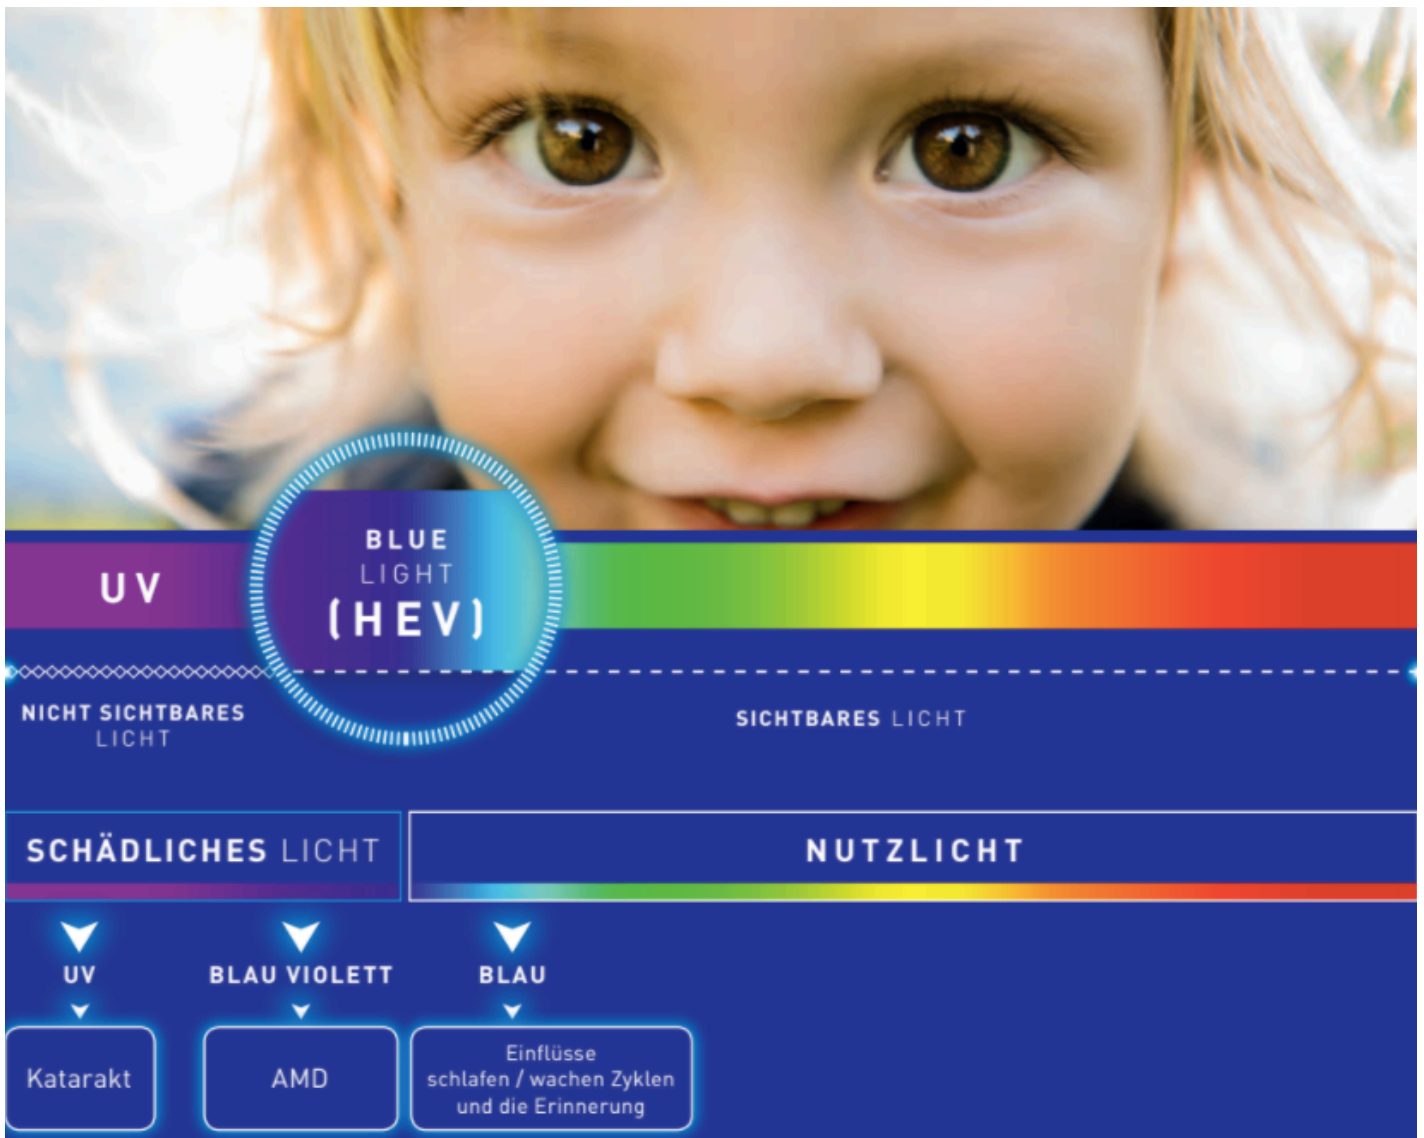 BLUE
LIGHT
(HEV)
UV
NICHT SICHTBARES
LICHT
SICHTBARES LICHT
SCHÄDLICHES LICHT
NUTZLICHT
UV
BLAU VIOLETT
BLAU
Katarakt
AMD
Einflüsse
schlafen / wachen Zyklen
und die Erinnerung